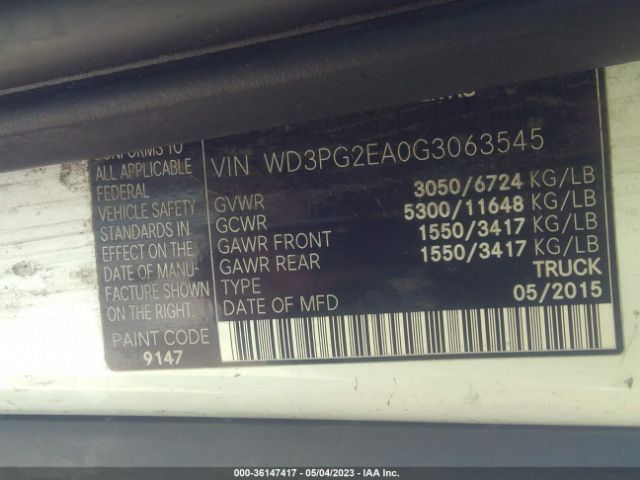 CONFORMS TO
ALL APPLICABLE
FEDERAL
VEHICLE SAFETY
STANDARDS IN
EFFECT ON THE
DATE OF MANU-
FACTURE SHOWN
ON THE RIGHT.
PAINT CODE
9147
VIN WD3PG2EA0G3063545
GVWR 3050/6724 KG/LB
GCWR 5300/11648 KG/LB
GAWR FRONT 1550/3417 KG/LB
GAWR REAR 1550/3417 KG/LB
TYPE TRUCK
DATE OF MFD 05/2015
000-36147417 - 05/04/2023 - IAA Inc.